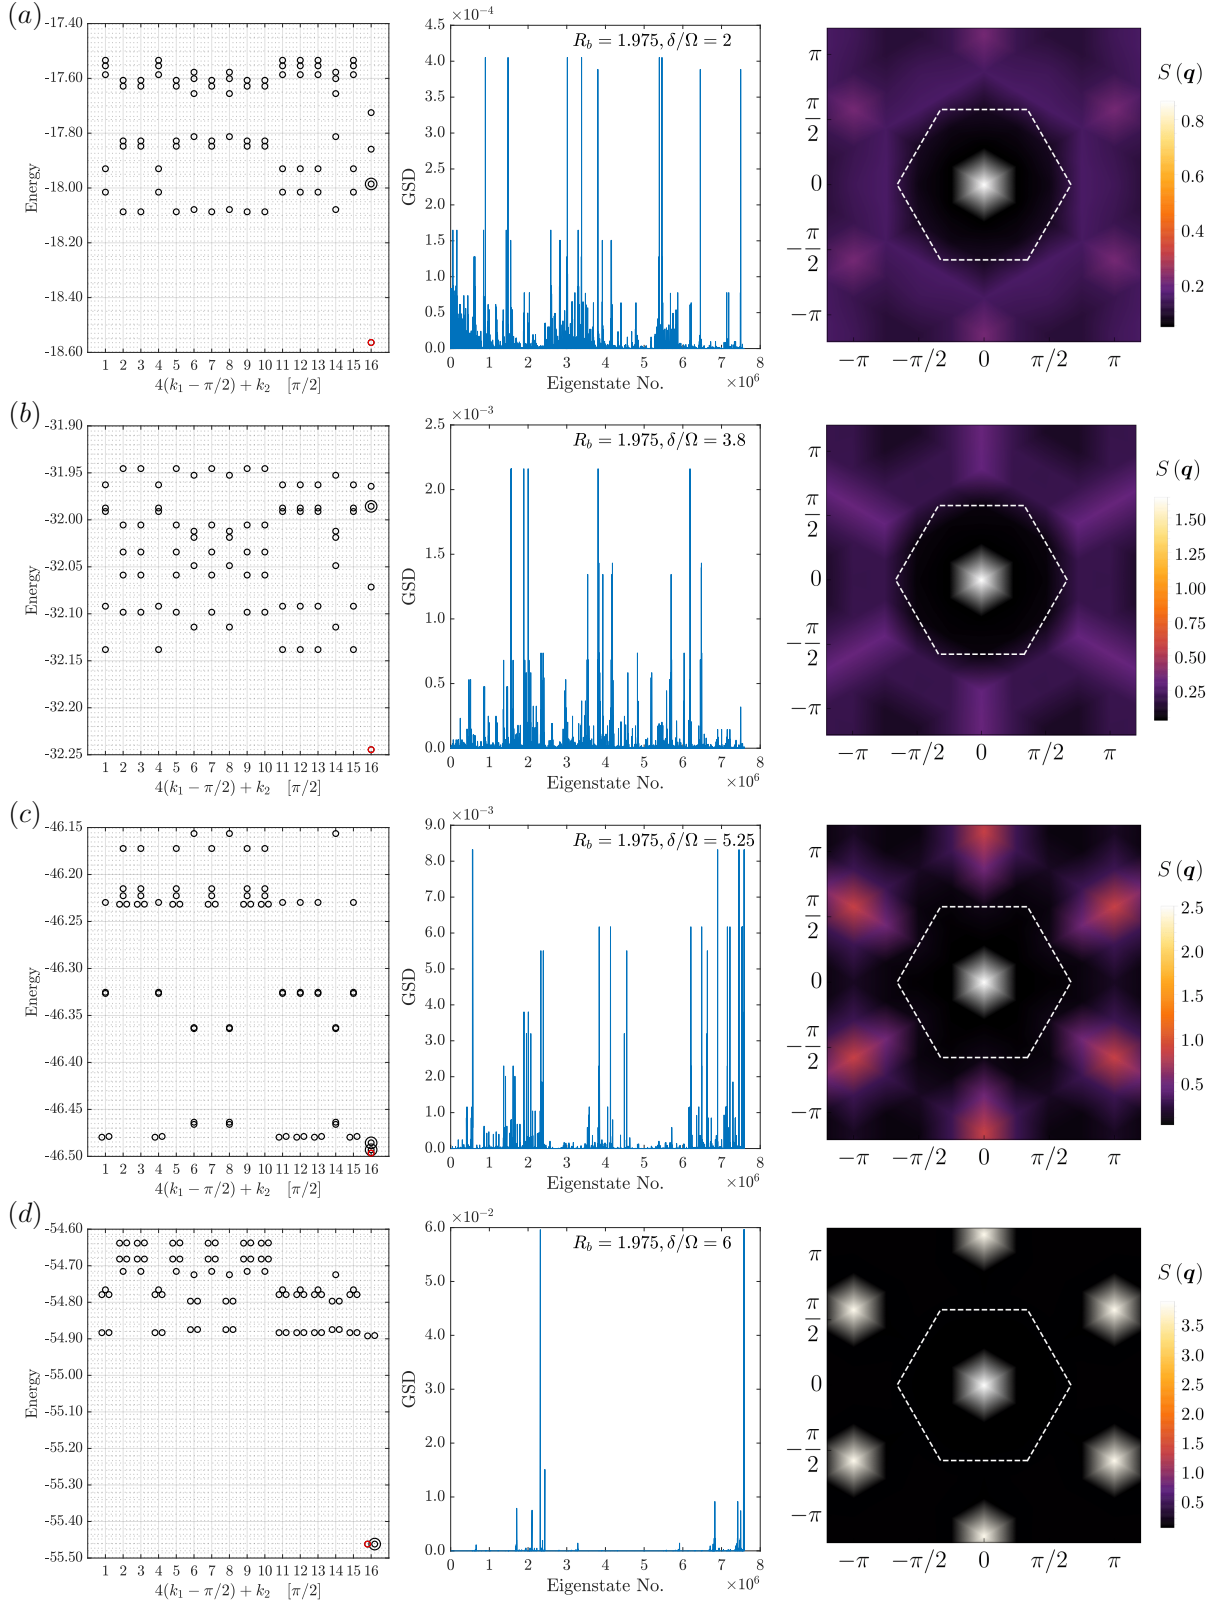 (a)
-17.40
-17.60
-17.80
-18.00
-18.20
-18.40
-18.60
Energy
1 2 3 4 5 6 7 8 9 10 11 12 13 14 15 16
4(k₁ − π/2) + k₂ [π/2]
×10⁻⁴
4.5
4.0
3.5
3.0
2.5
2.0
1.5
1.0
0.5
0.0
GSD
R_b = 1.975, δ/Ω = 2
0 1 2 3 4 5 6 7 8
Eigenstate No. ×10⁶
π
π/2
0
−π/2
−π
−π −π/2 0 π/2 π
S (q)
0.8
0.6
0.4
0.2
(b)
-31.90
-31.95
-32.00
-32.05
-32.10
-32.15
-32.20
-32.25
Energy
1 2 3 4 5 6 7 8 9 10 11 12 13 14 15 16
4(k₁ − π/2) + k₂ [π/2]
×10⁻³
2.5
2.0
1.5
1.0
0.5
0.0
GSD
R_b = 1.975, δ/Ω = 3.8
0 1 2 3 4 5 6 7 8
Eigenstate No. ×10⁶
π
π/2
0
−π/2
−π
−π −π/2 0 π/2 π
S (q)
1.50
1.25
1.00
0.75
0.50
0.25
(c)
-46.15
-46.20
-46.25
-46.30
-46.35
-46.40
-46.45
-46.50
Energy
1 2 3 4 5 6 7 8 9 10 11 12 13 14 15 16
4(k₁ − π/2) + k₂ [π/2]
×10⁻³
9.0
8.0
7.0
6.0
5.0
4.0
3.0
2.0
1.0
0.0
GSD
R_b = 1.975, δ/Ω = 5.25
0 1 2 3 4 5 6 7 8
Eigenstate No. ×10⁶
π
π/2
0
−π/2
−π
−π −π/2 0 π/2 π
S (q)
2.5
2.0
1.5
1.0
0.5
(d)
-54.60
-54.70
-54.80
-54.90
-55.00
-55.10
-55.20
-55.30
-55.40
-55.50
Energy
1 2 3 4 5 6 7 8 9 10 11 12 13 14 15 16
4(k₁ − π/2) + k₂ [π/2]
×10⁻²
6.0
5.0
4.0
3.0
2.0
1.0
0.0
GSD
R_b = 1.975, δ/Ω = 6
0 1 2 3 4 5 6 7 8
Eigenstate No. ×10⁶
π
π/2
0
−π/2
−π
−π −π/2 0 π/2 π
S (q)
3.5
3.0
2.5
2.0
1.5
1.0
0.5